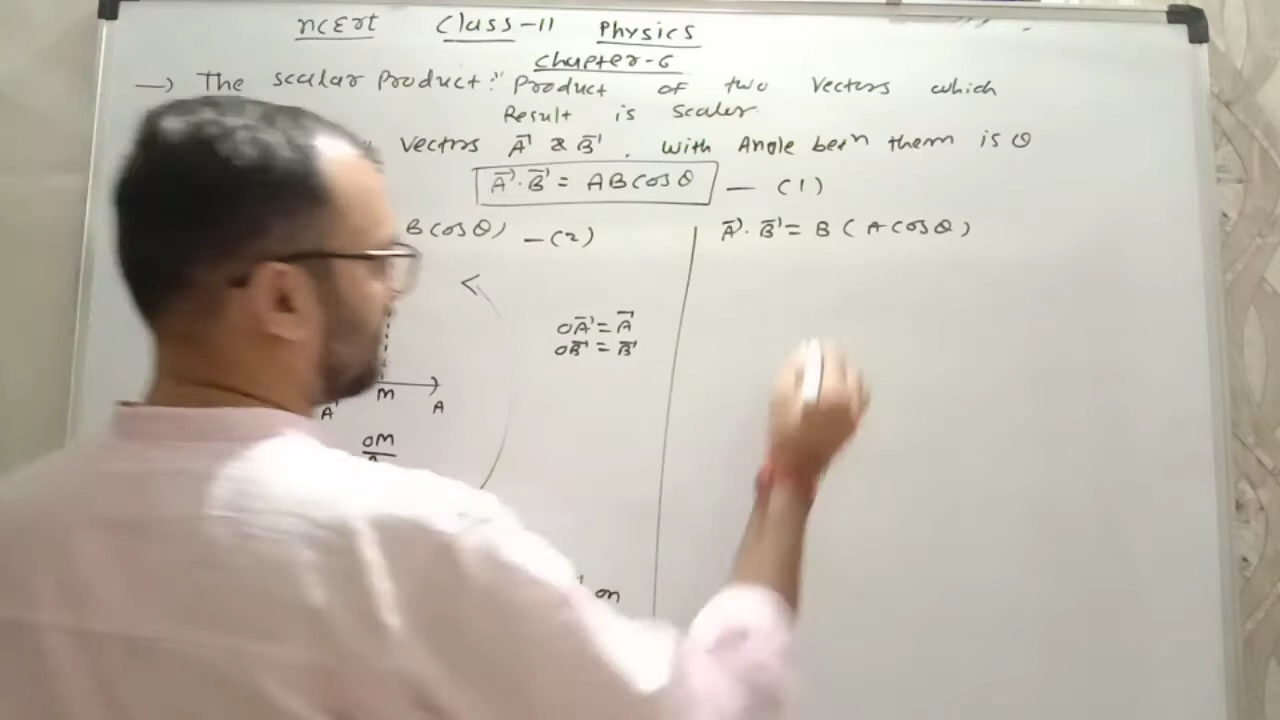 ncert Class-11 Physics
Chapter-6
→ The scalar product:- Product of two vectors which
Result is scaler
vectors A⃗ & B⃗, with Angle betn them is θ
A⃗·B⃗ = AB cosθ — (1)
B cosθ) — (2)
A⃗·B⃗ = B (A cosθ)
OA⃗ = A⃗
OB⃗ = B⃗
M
A⃗ A
OM
on